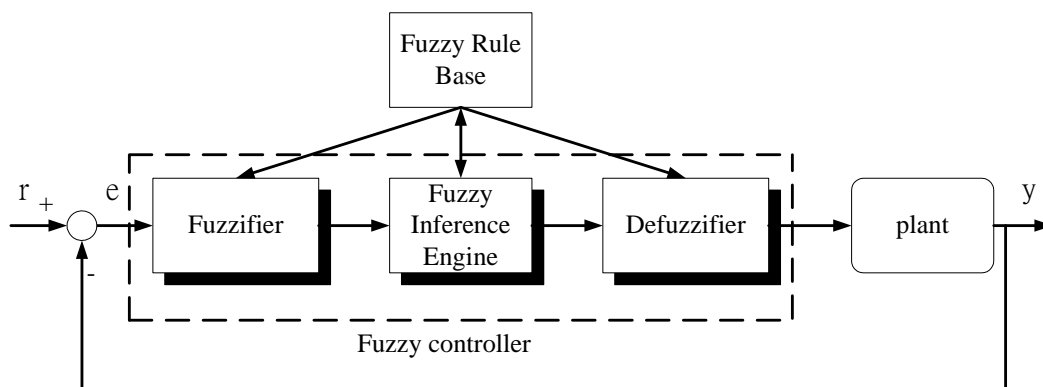 Fuzzy Rule
Base
r
+
e
-
Fuzzifier
Fuzzy
Inference
Engine
Defuzzifier
plant
y
Fuzzy controller